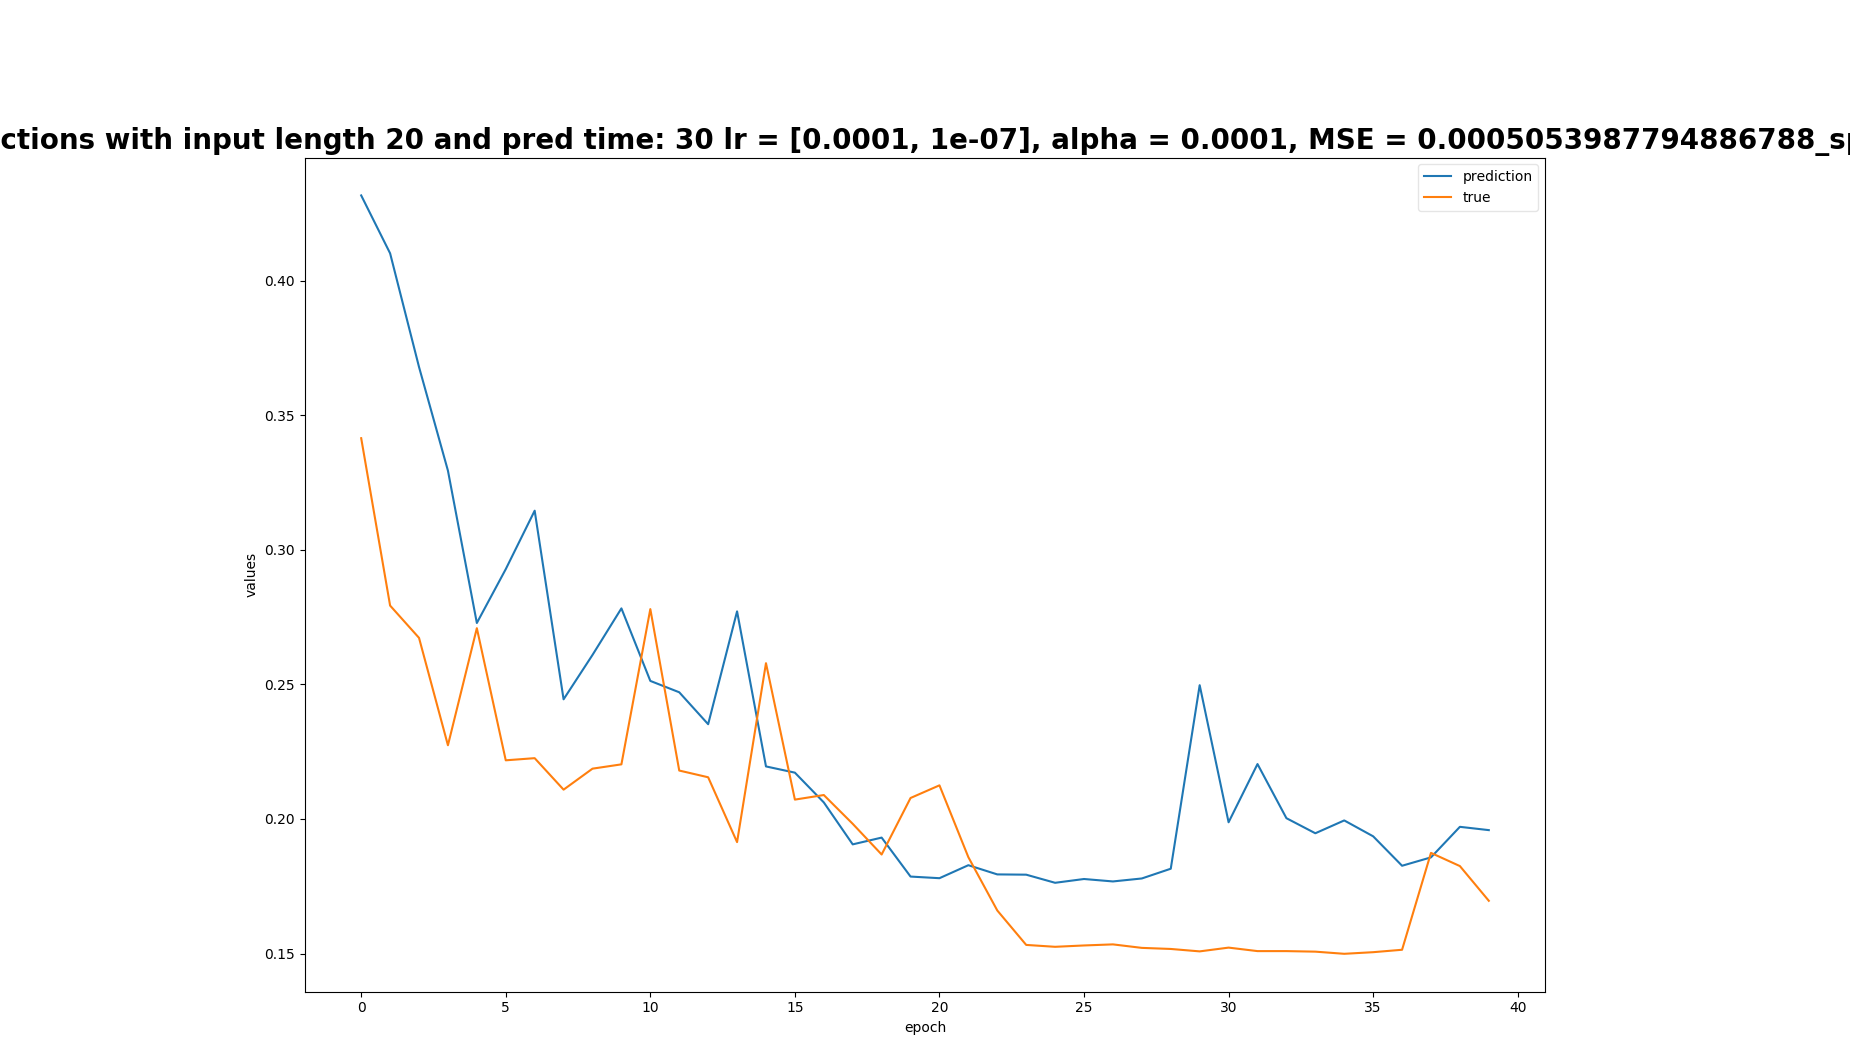 ctions with input length 20 and pred time: 30 lr = [0.0001, 1e-07], alpha = 0.0001, MSE = 0.0005053987794886788_sp
prediction
true
0.40
0.35
0.30
0.25
0.20
0.15
values
0 5 10 15 20 25 30 35 40
epoch